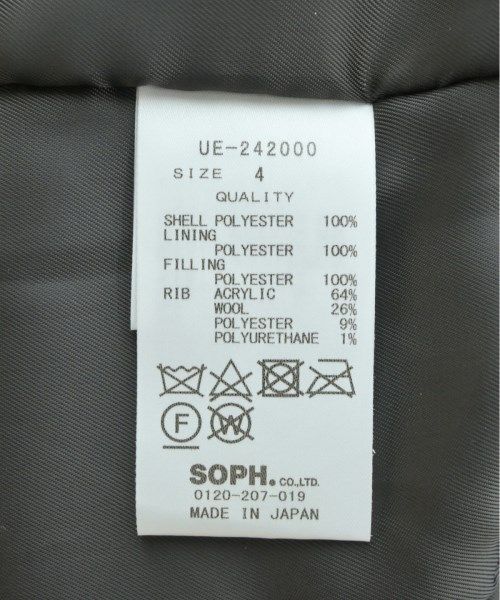 UE-242000
SIZE 4
QUALITY
SHELL POLYESTER 100%
LINING
POLYESTER 100%
FILLING
POLYESTER 100%
RIB ACRYLIC 64%
WOOL 26%
POLYESTER 9%
POLYURETHANE 1%
F W
SOPH. CO.,LTD.
0120-207-019
MADE IN JAPAN